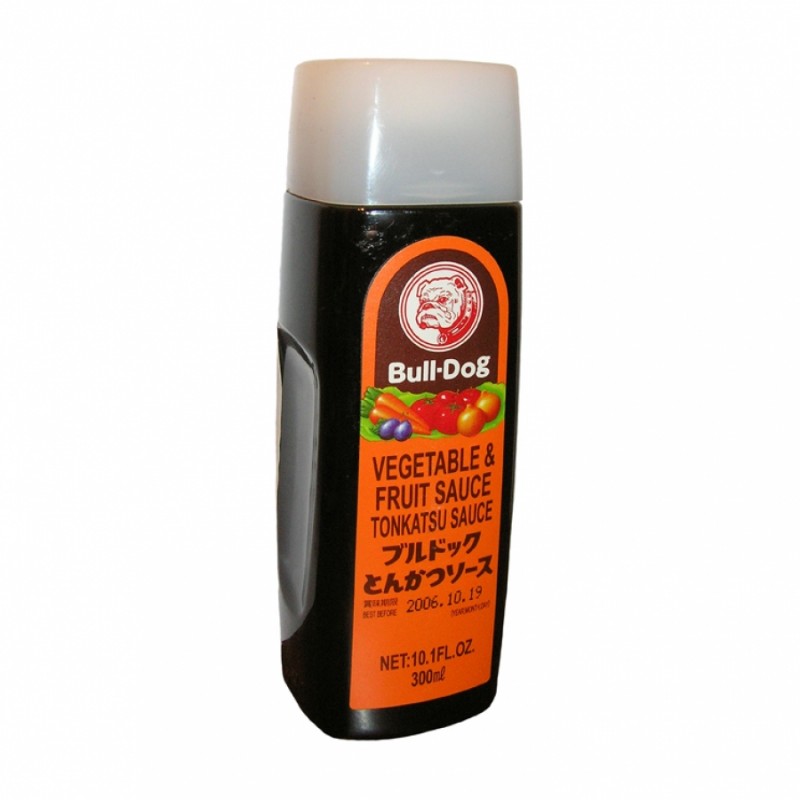 Bull-Dog
VEGETABLE &
FRUIT SAUCE
TONKATSU SAUCE
ブルドック
とんかつソース
BEST BEFORE 2006.10.19
NET:10.1FL.OZ.
300mℓ